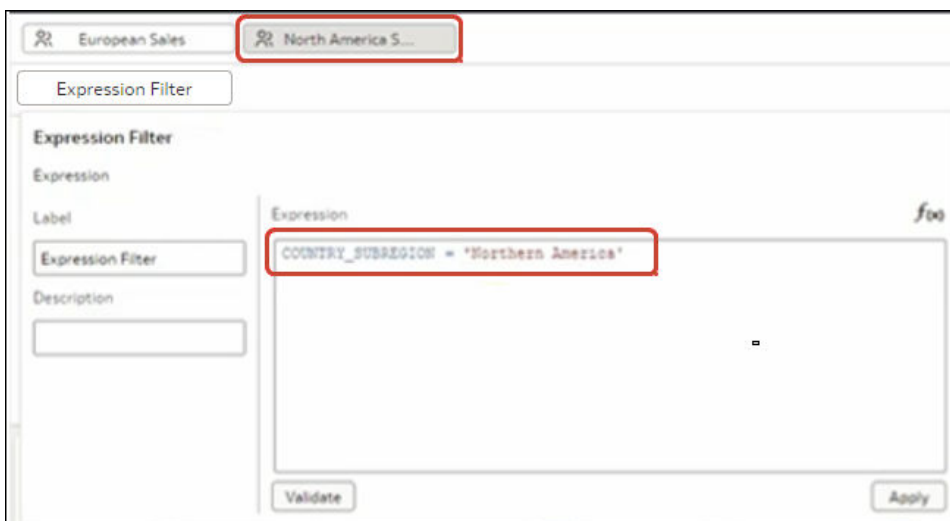 European Sales
North America S...
Expression Filter
Expression Filter
Expression
Label
Expression
f(x)
Expression Filter
COUNTRY_SUBREGION = 'Northern America'
Description
Validate
Apply